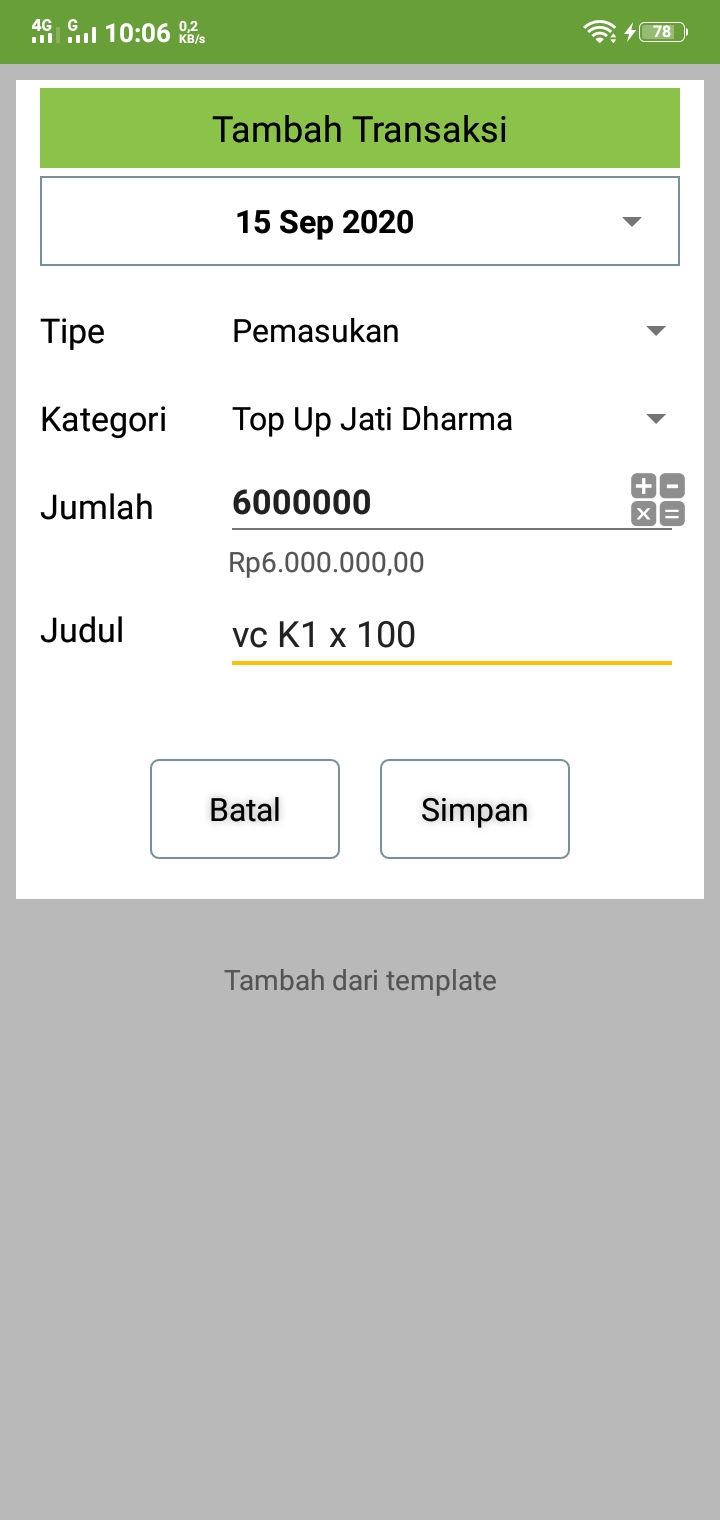 4G G 10:06 0,2 KB/s 78
Tambah Transaksi
15 Sep 2020
Tipe Pemasukan
Kategori Top Up Jati Dharma
Jumlah 6000000
Rp6.000.000,00
Judul vc K1 x 100
Batal Simpan
Tambah dari template